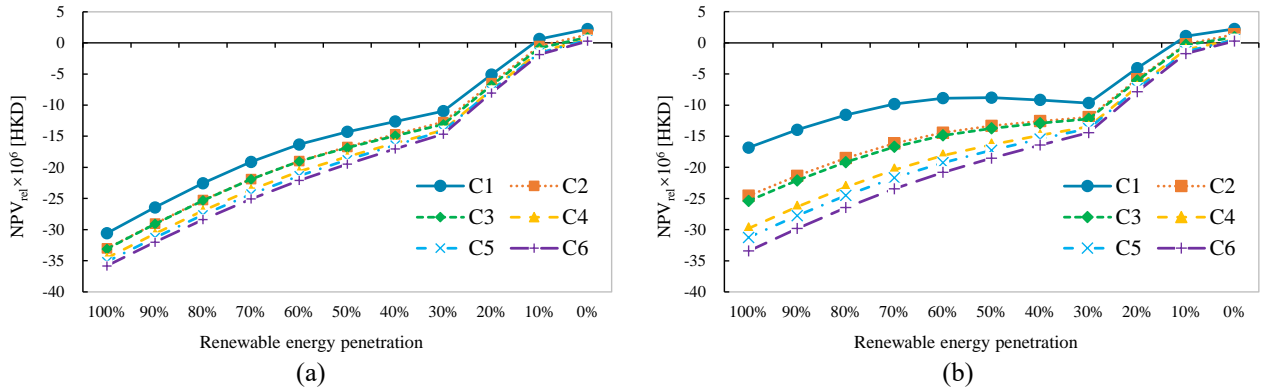 5
0
-5
-10
-15
-20
-25
-30
-35
-40
NPVrel×10⁶ [HKD]
C1 C2
C3 C4
C5 C6
100% 90% 80% 70% 60% 50% 40% 30% 20% 10% 0%
Renewable energy penetration
(a)
5
0
-5
-10
-15
-20
-25
-30
-35
-40
NPVrel×10⁶ [HKD]
C1 C2
C3 C4
C5 C6
100% 90% 80% 70% 60% 50% 40% 30% 20% 10% 0%
Renewable energy penetration
(b)